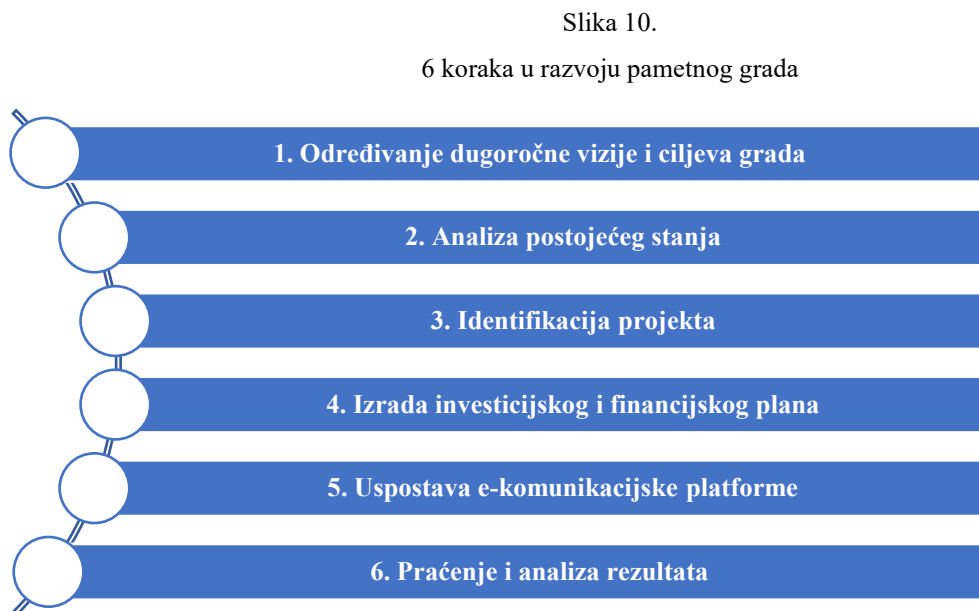 Slika 10.
6 koraka u razvoju pametnog grada
1. Određivanje dugoročne vizije i ciljeva grada
2. Analiza postojećeg stanja
3. Identifikacija projekta
4. Izrada investicijskog i financijskog plana
5. Uspostava e-komunikacijske platforme
6. Praćenje i analiza rezultata